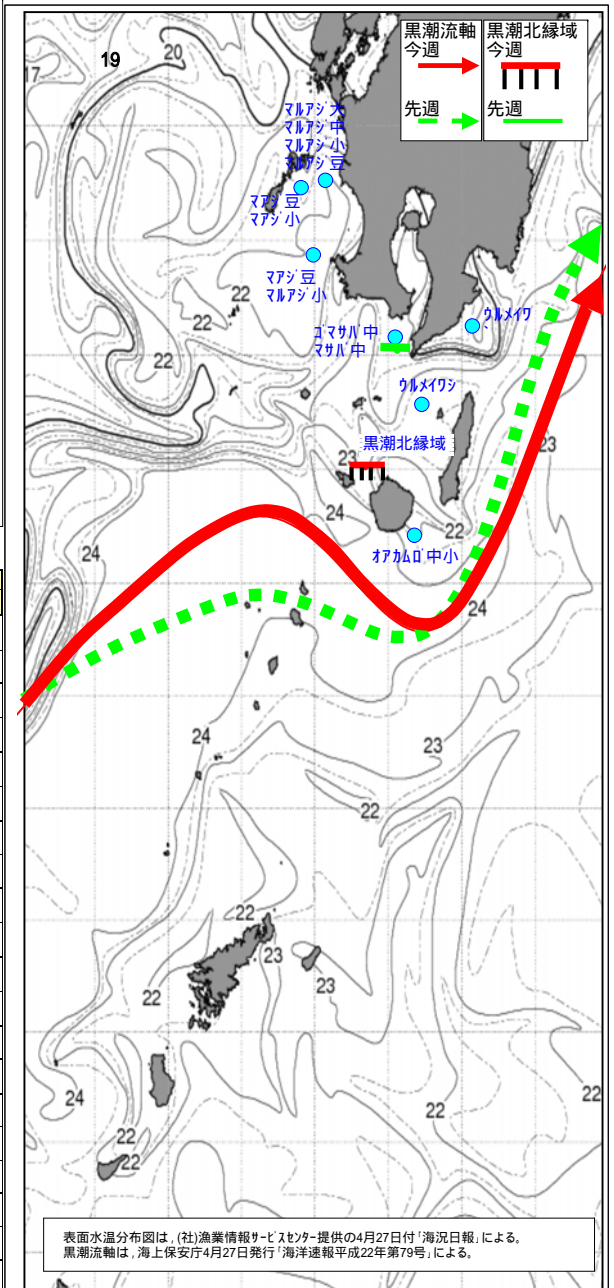 黒潮流軸
今週
先週
黒潮北縁域
今週
先週
17
19
20
ﾏﾙｱｼﾞ大
ﾏﾙｱｼﾞ中
ﾏﾙｱｼﾞ小
ﾏﾙｱｼﾞ豆
ﾏｱｼﾞ豆
ﾏｱｼﾞ小
ﾏｱｼﾞ豆
ﾏﾙｱｼﾞ小
22
22
22
ｺﾞﾏｻﾊﾞ中
ﾏｻﾊﾞ中
ｳﾙﾒｲﾜ
ｳﾙﾒｲﾜｼ
黒潮北縁域
23
23
24
22
24
ｵｱｶﾑﾛ中小
24
24
23
22
22
23
23
22
24
22
22
22
22
表面水温分布図は,(社)漁業情報ｻｰﾋﾞｽｾﾝﾀｰ提供の4月27日付「海況日報」による。
黒潮流軸は,海上保安庁4月27日発行「海洋速報平成22年第79号」による。